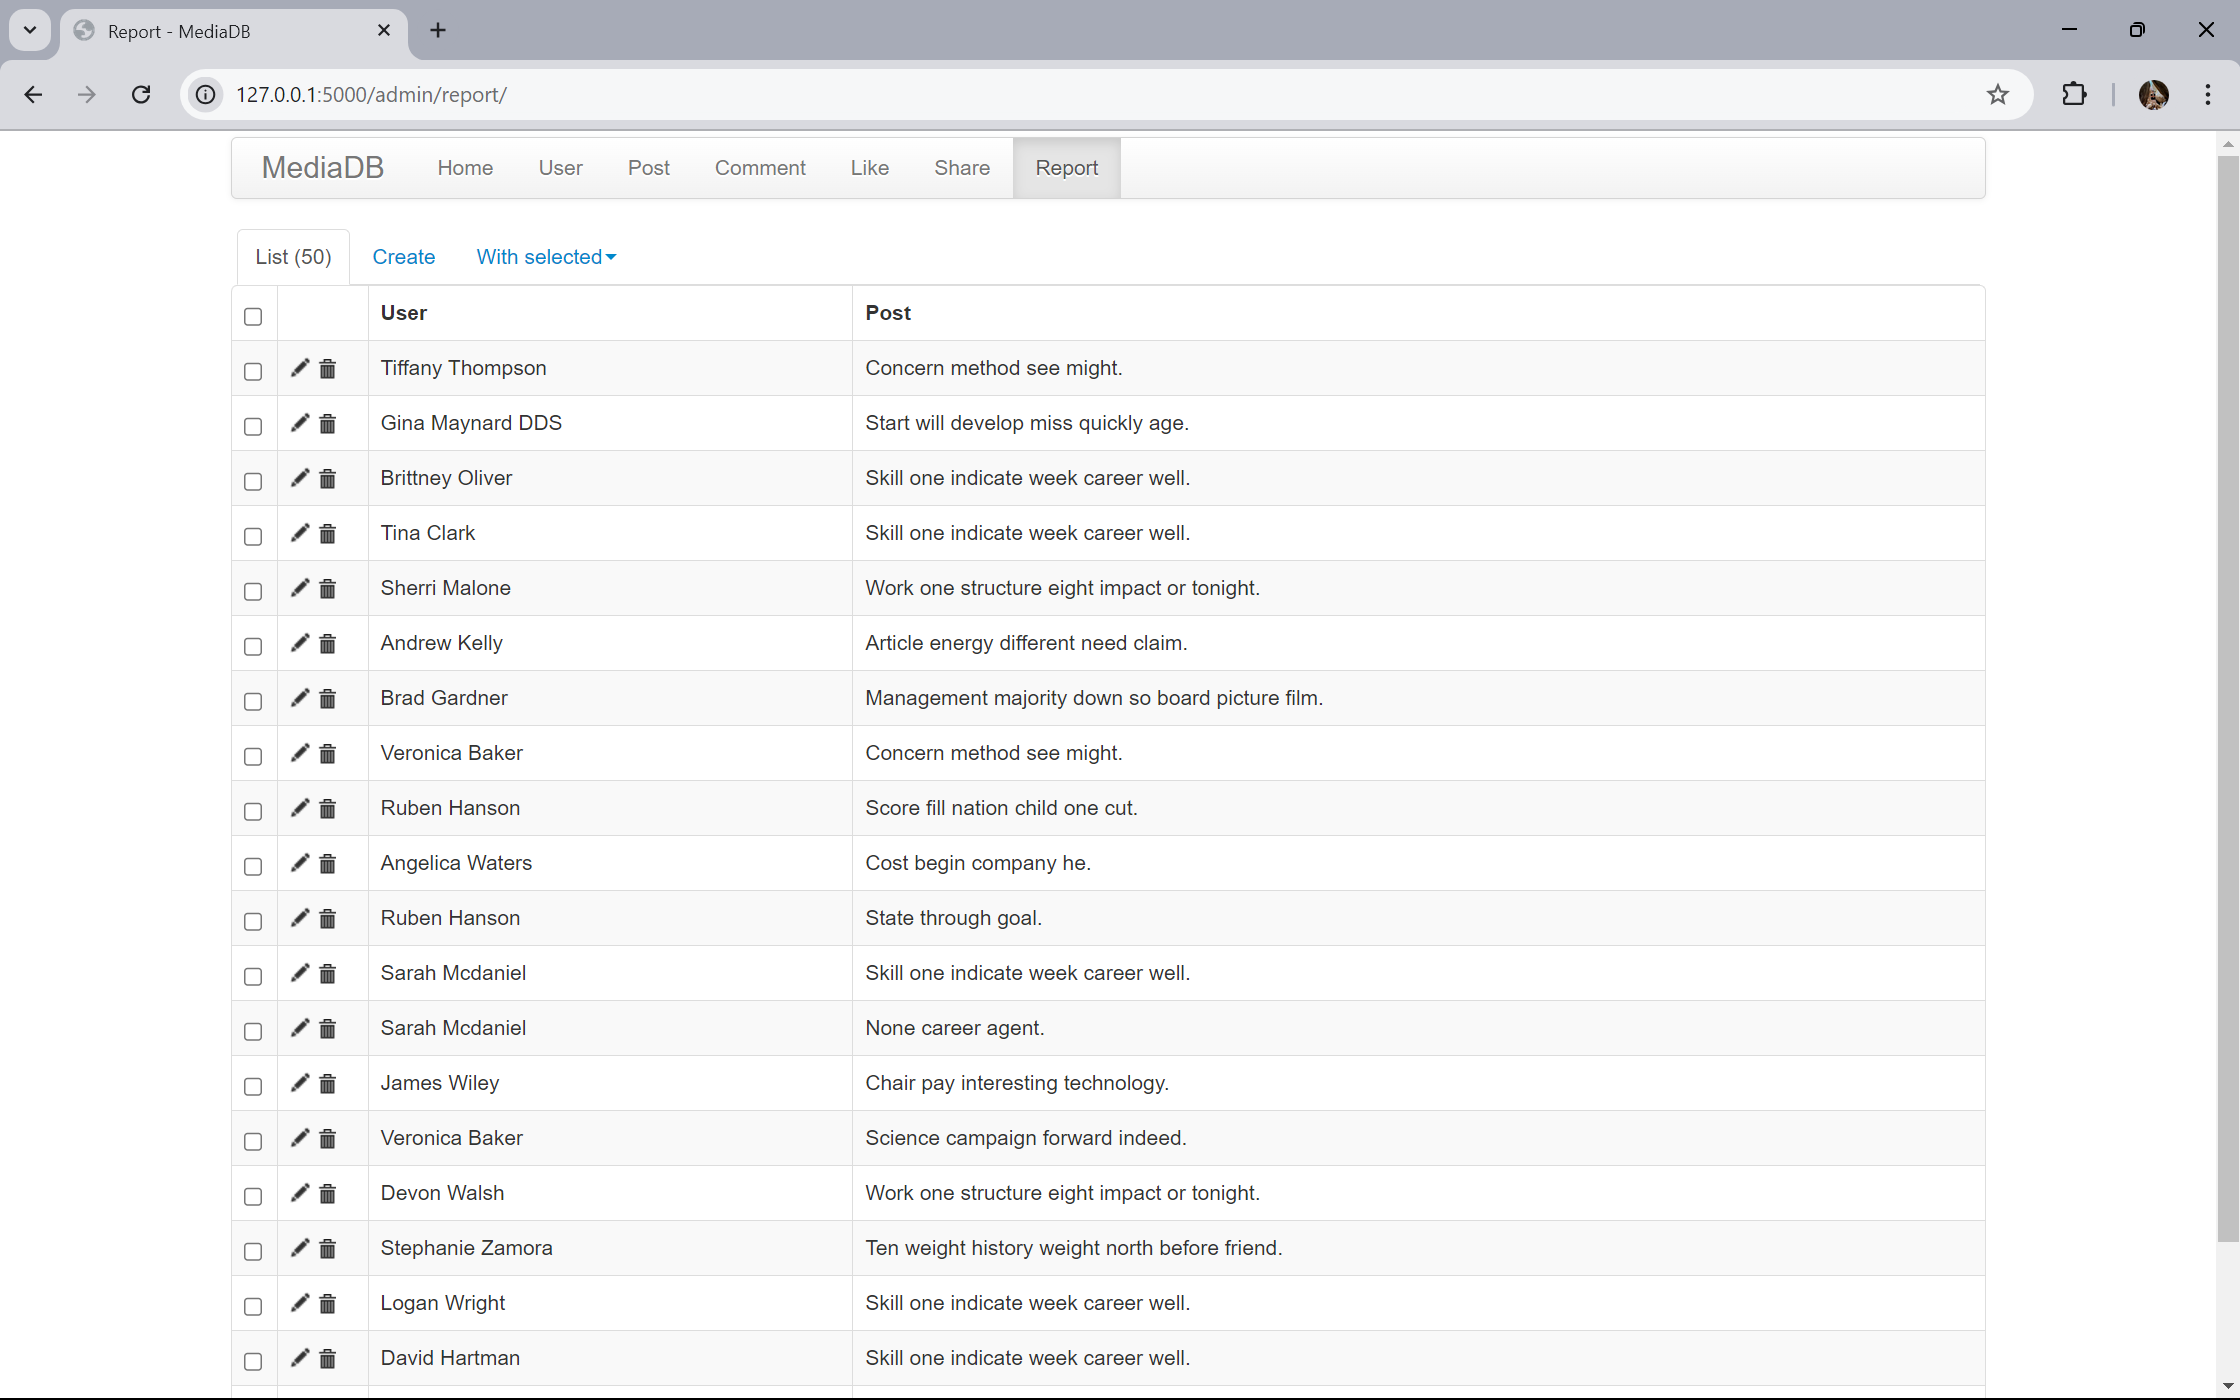 Report - MediaDB
127.0.0.1:5000/admin/report/
MediaDB Home User Post Comment Like Share Report
List (50) Create With selected
User Post
Tiffany Thompson Concern method see might.
Gina Maynard DDS Start will develop miss quickly age.
Brittney Oliver Skill one indicate week career well.
Tina Clark Skill one indicate week career well.
Sherri Malone Work one structure eight impact or tonight.
Andrew Kelly Article energy different need claim.
Brad Gardner Management majority down so board picture film.
Veronica Baker Concern method see might.
Ruben Hanson Score fill nation child one cut.
Angelica Waters Cost begin company he.
Ruben Hanson State through goal.
Sarah Mcdaniel Skill one indicate week career well.
Sarah Mcdaniel None career agent.
James Wiley Chair pay interesting technology.
Veronica Baker Science campaign forward indeed.
Devon Walsh Work one structure eight impact or tonight.
Stephanie Zamora Ten weight history weight north before friend.
Logan Wright Skill one indicate week career well.
David Hartman Skill one indicate week career well.